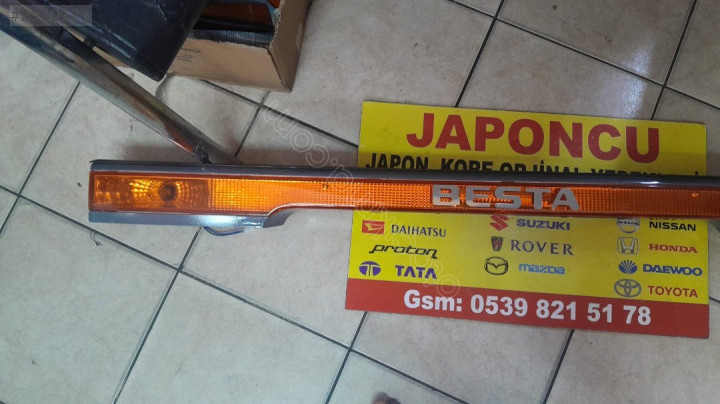 JAPONCU
BESTA
DAIHATSU
SUZUKI
NISSAN
proton
ROVER
HONDA
TATA
mazda
DAEWOO
TOYOTA
Gsm: 0539 821 51 78